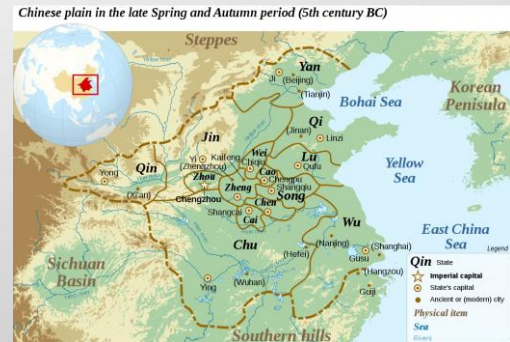 Chinese plain in the late Spring and Autumn period (5th century BC)
Steppes
Yan
Ji
(Beijing)
(Tianjin)
Bohai Sea
Korean
Penisula
Jin
Qi
(Jinan)
Linzi
Yi
Kaifeng
(Zhengzhou)
Wei
Chiqiu
Lu
Qufu
Yellow
Sea
Yong
Qin
Zhou
Cao
Chengpu
Shangqiu
(Xi'an)
Chengzhou
Zheng
Song
Chen
Shangcai
Cai
Wu
Chu
(Nanjing)
(Hefei)
Gusu
(Shanghai)
East China
Sea
Sichuan
Basin
Ying
(Wuhan)
(Hangzou)
Guiji
Southern hills
Legend
Qin State
Imperial capital
State's capital
Ancient or (modern) city
Physical item
Sea
Rivers